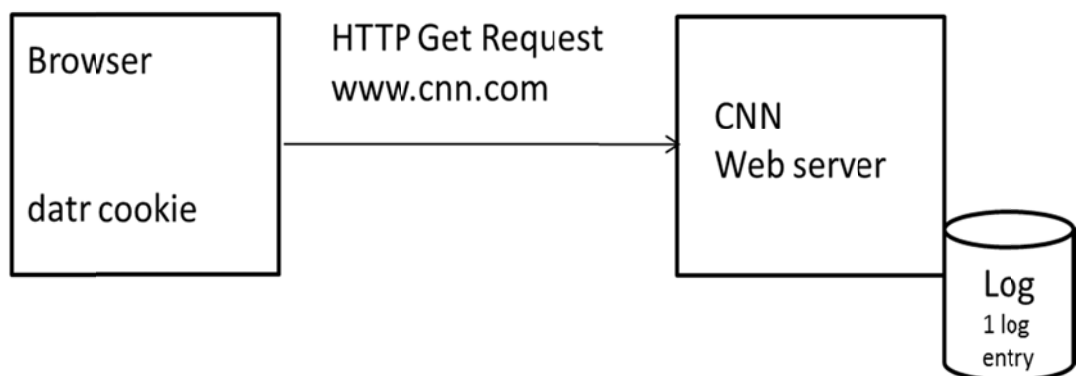 Browser
datr cookie
HTTP Get Request
www.cnn.com
CNN
Web server
Log
1 log
entry